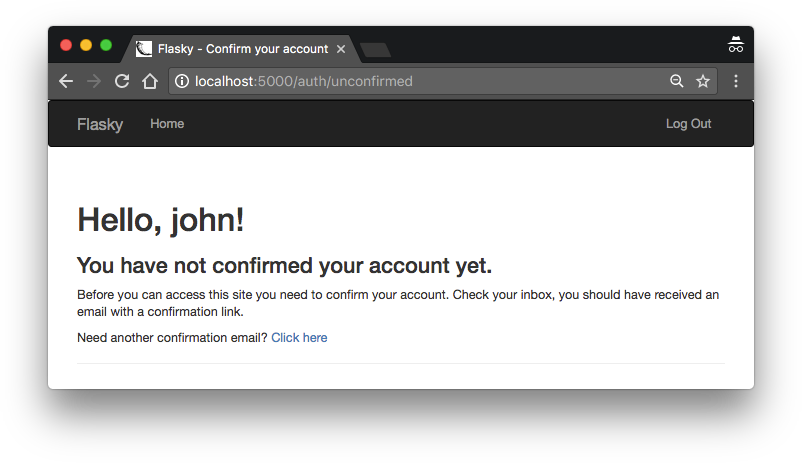 Flasky - Confirm your account
localhost:5000/auth/unconfirmed
Flasky Home Log Out
Hello, john!
You have not confirmed your account yet.
Before you can access this site you need to confirm your account. Check your inbox, you should have received an
email with a confirmation link.
Need another confirmation email? Click here